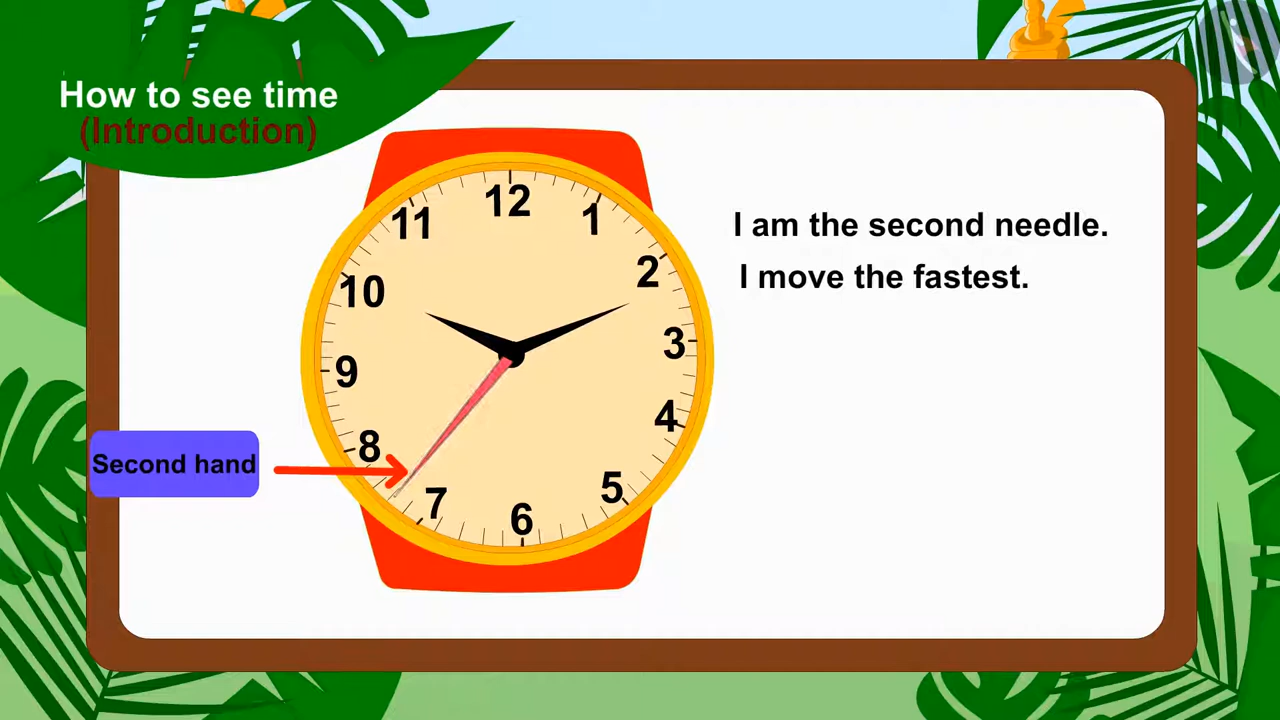 How to see time
(Introduction)
I am the second needle.
I move the fastest.
Second hand
12
1
2
3
4
5
6
7
8
9
10
11